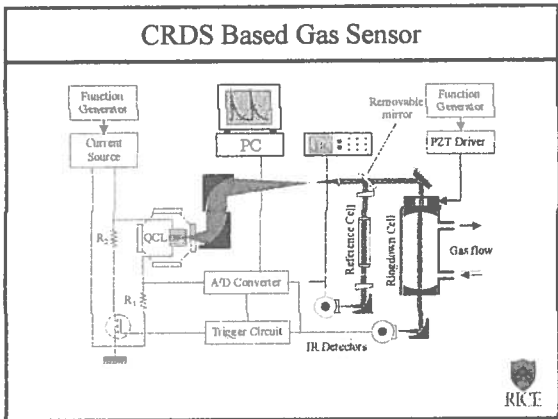 CRDS Based Gas Sensor
Function
Generator
Current
Source
PC
Removable
mirror
Function
Generator
PZT Driver
R2
QCL
Reference Cell
Ringdown Cell
Gas flow
R1
A/D Converter
Trigger Circuit
IR Detectors
RICE